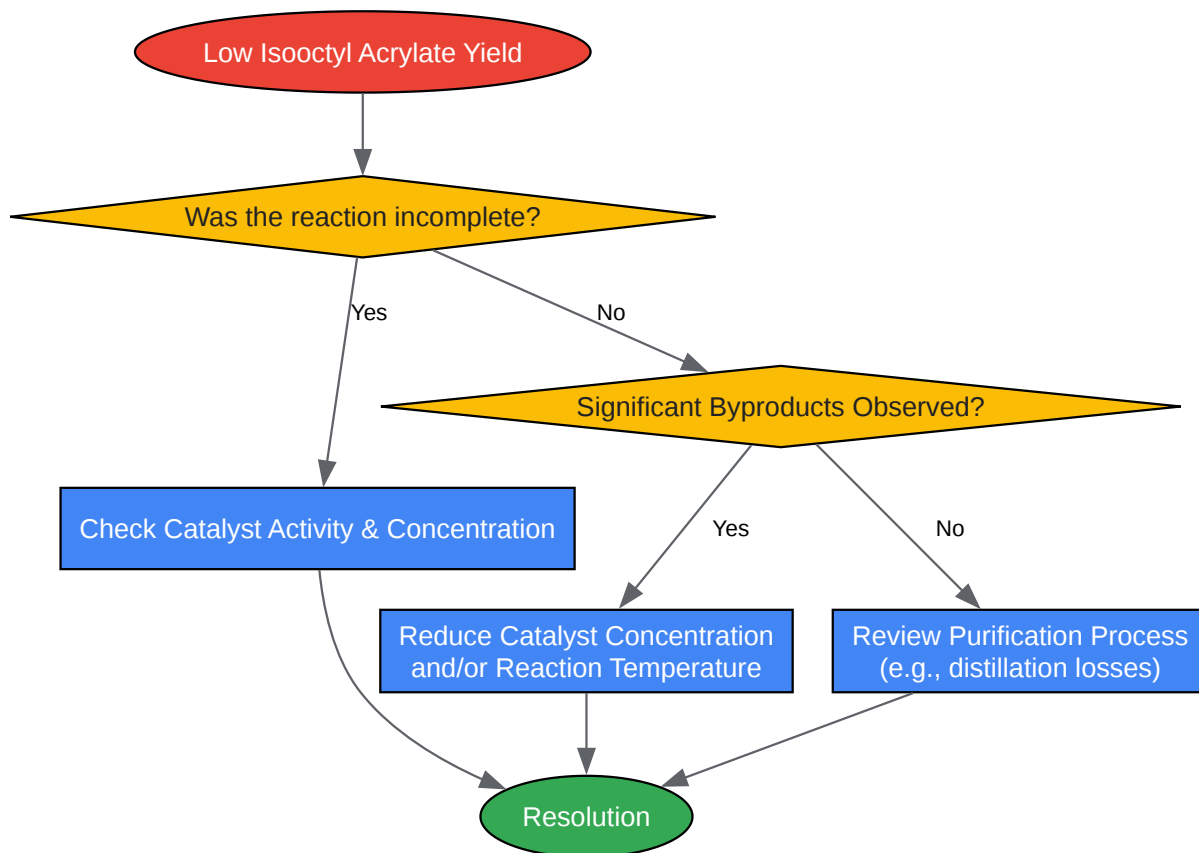 Low Isooctyl Acrylate Yield
Was the reaction incomplete?
Yes
No
Significant Byproducts Observed?
Check Catalyst Activity & Concentration
Yes
No
Reduce Catalyst Concentration
and/or Reaction Temperature
Review Purification Process
(e.g., distillation losses)
Resolution